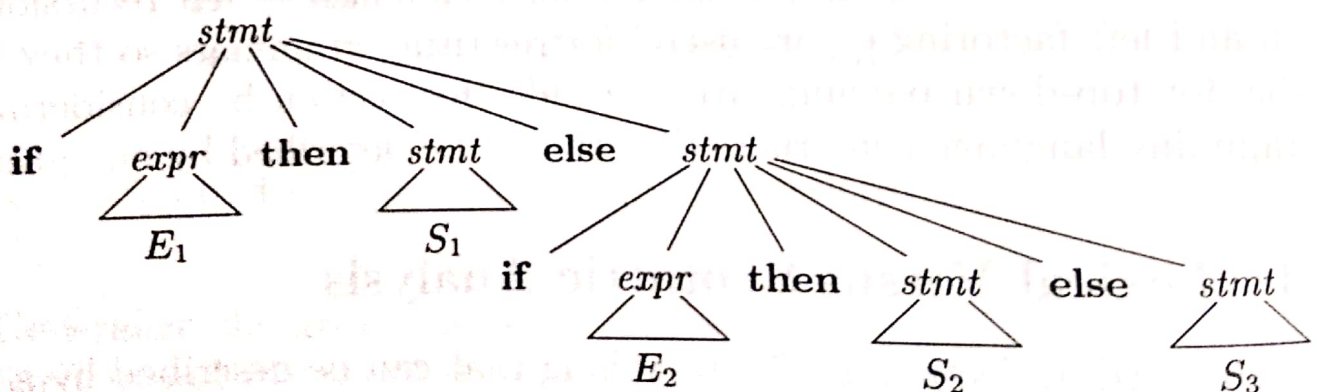 stmt
if expr then stmt else stmt
E₁ S₁
if expr then stmt else stmt
E₂ S₂ S₃